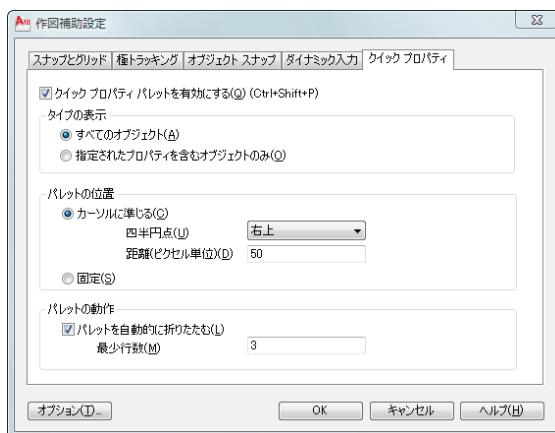 作図補助設定
スナップとグリッド 極トラッキング オブジェクト スナップ ダイナミック入力 クイック プロパティ
クイック プロパティ パレットを有効にする(Q) (Ctrl+Shift+P)
タイプの表示
すべてのオブジェクト(A)
指定されたプロパティを含むオブジェクトのみ(O)
パレットの位置
カーソルに準じる(C)
四半円点(U) 右上
距離(ピクセル単位)(D) 50
固定(S)
パレットの動作
パレットを自動的に折りたたむ(L)
最少行数(M) 3
オプション(T)... OK キャンセル ヘルプ(H)